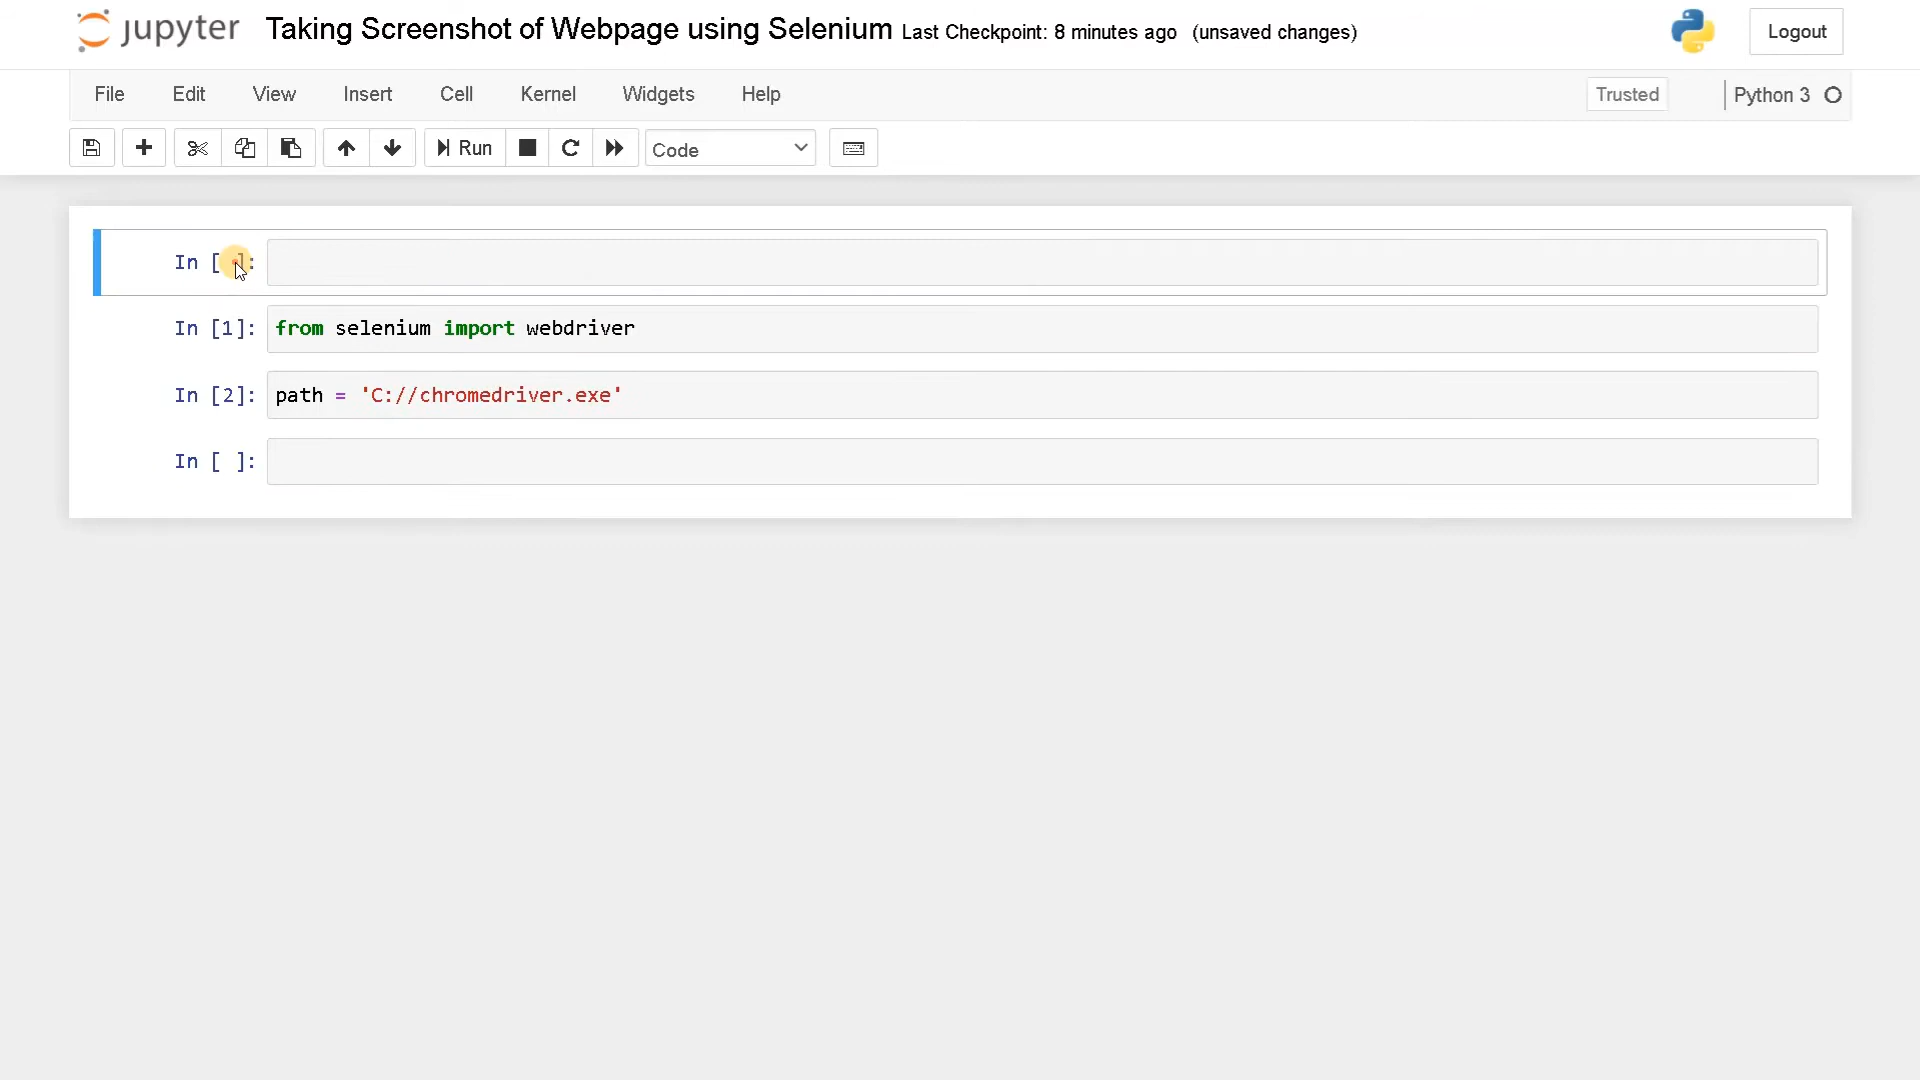 jupyter Taking Screenshot of Webpage using Selenium Last Checkpoint: 8 minutes ago (unsaved changes) Logout
File Edit View Insert Cell Kernel Widgets Help Trusted Python 3
Run Code
In [ ]:
In [1]: from selenium import webdriver
In [2]: path = 'C://chromedriver.exe'
In [ ]: